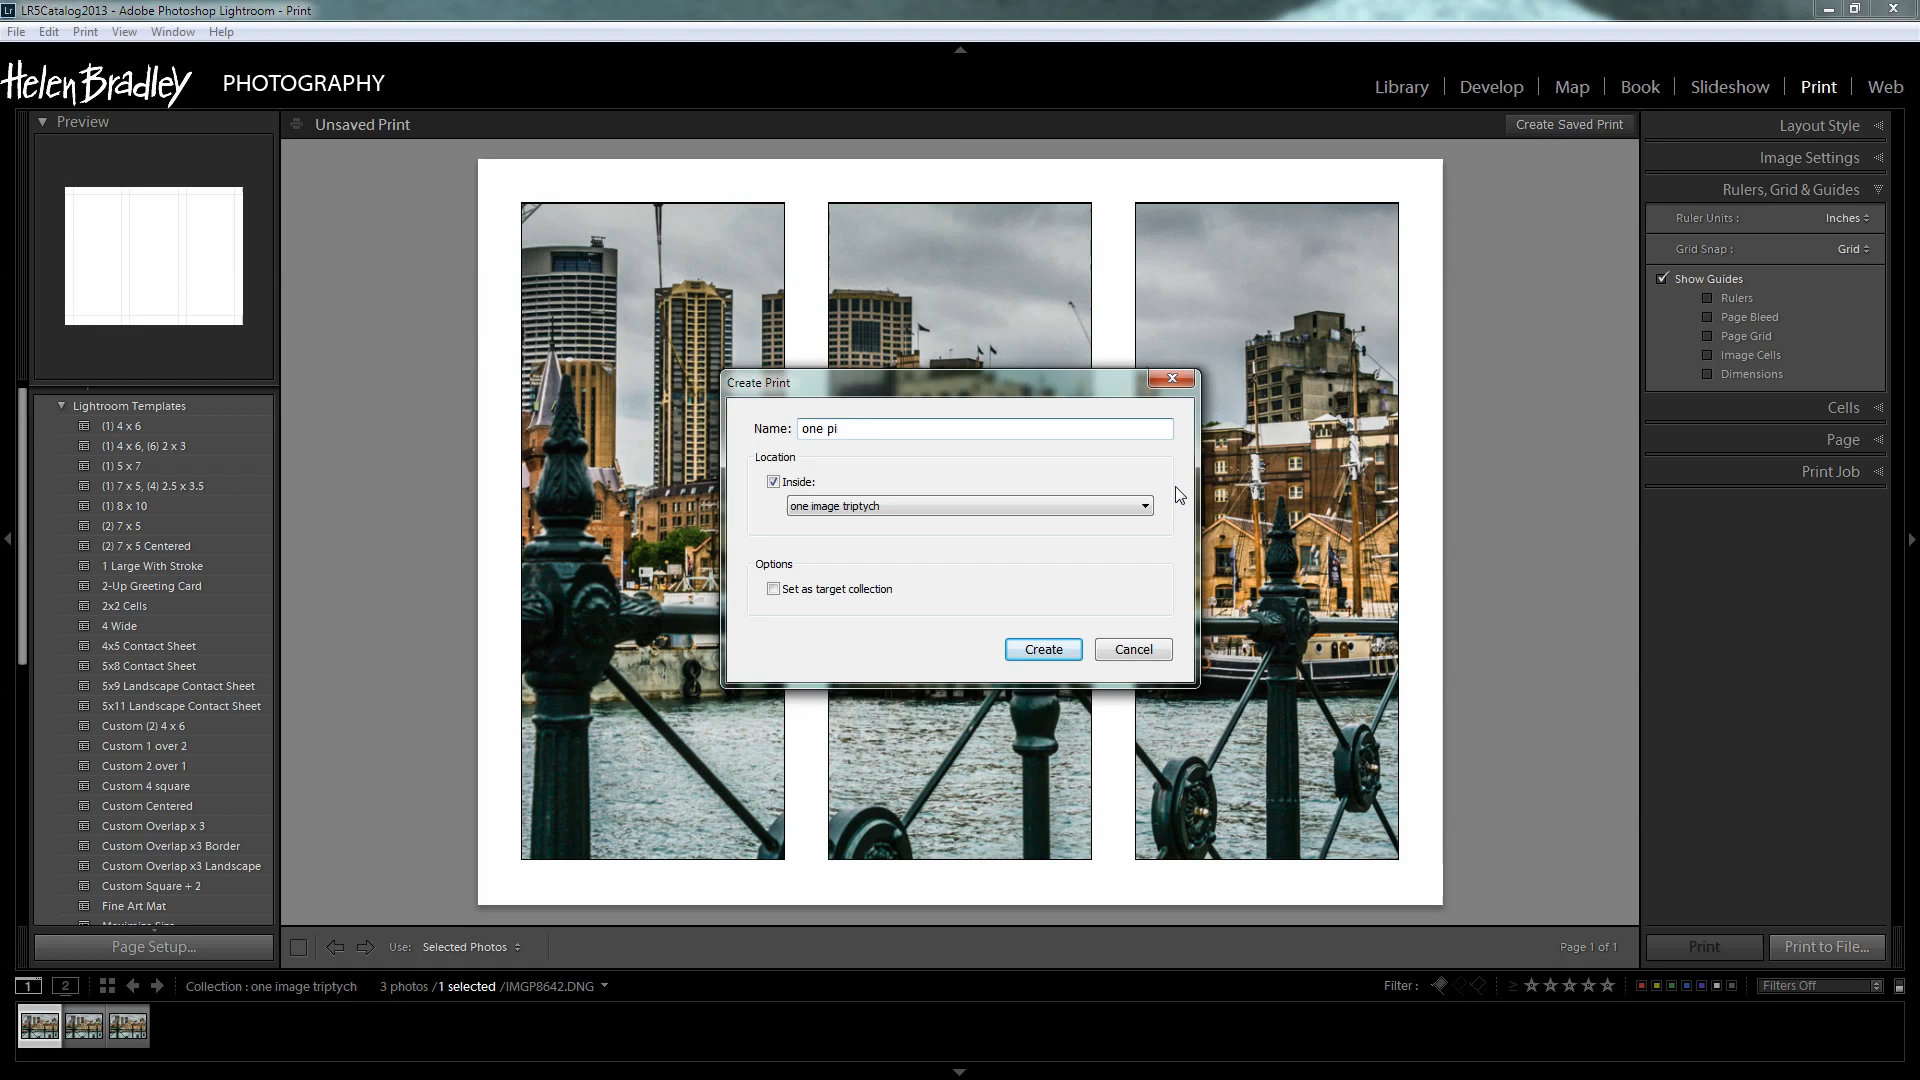 LR5Catalog2013 - Adobe Photoshop Lightroom - Print
File Edit Print View Window Help
Helen Bradley PHOTOGRAPHY
Library Develop Map Book Slideshow Print Web
Preview
Unsaved Print
Create Saved Print
Lightroom Templates
(1) 4 x 6
(1) 4 x 6, (6) 2 x 3
(1) 5 x 7
(1) 7 x 5, (4) 2.5 x 3.5
(1) 8 x 10
(2) 7 x 5
(2) 7 x 5 Centered
1 Large With Stroke
2-Up Greeting Card
2x2 Cells
4 Wide
4x5 Contact Sheet
5x8 Contact Sheet
5x9 Landscape Contact Sheet
5x11 Landscape Contact Sheet
Custom (2) 4 x 6
Custom 1 over 2
Custom 2 over 1
Custom 4 square
Custom Centered
Custom Overlap x 3
Custom Overlap x3 Border
Custom Overlap x3 Landscape
Custom Square + 2
Fine Art Mat
Page Setup...
Create Print
Name: one pi
Location
Inside:
one image triptych
Options
Set as target collection
Create Cancel
Layout Style
Image Settings
Rulers, Grid & Guides
Ruler Units : Inches
Grid Snap : Grid
Show Guides
Rulers
Page Bleed
Page Grid
Image Cells
Dimensions
Cells
Page
Print Job
Use: Selected Photos
Page 1 of 1
Print Print to File...
1 2 Collection : one image triptych 3 photos / 1 selected / IMGP8642.DNG
Filter : Filters Off